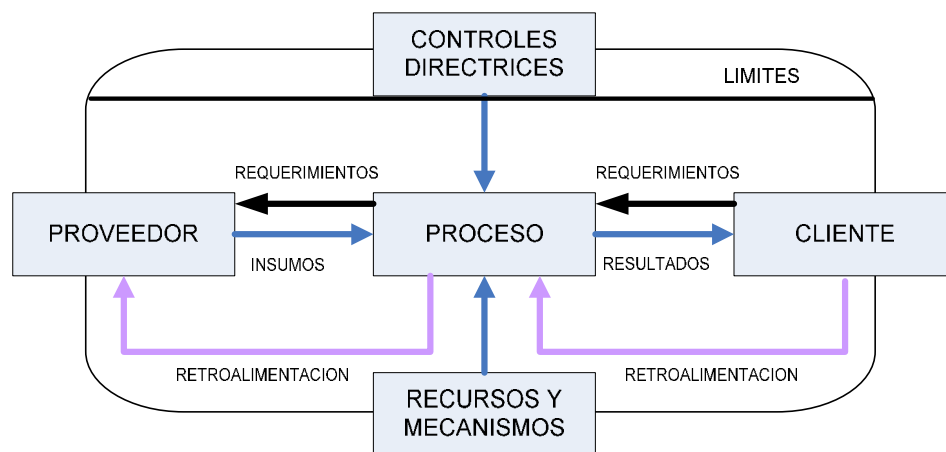 CONTROLES
DIRECTRICES
LIMITES
REQUERIMIENTOS
REQUERIMIENTOS
PROVEEDOR
PROCESO
CLIENTE
INSUMOS
RESULTADOS
RETROALIMENTACION
RETROALIMENTACION
RECURSOS Y
MECANISMOS